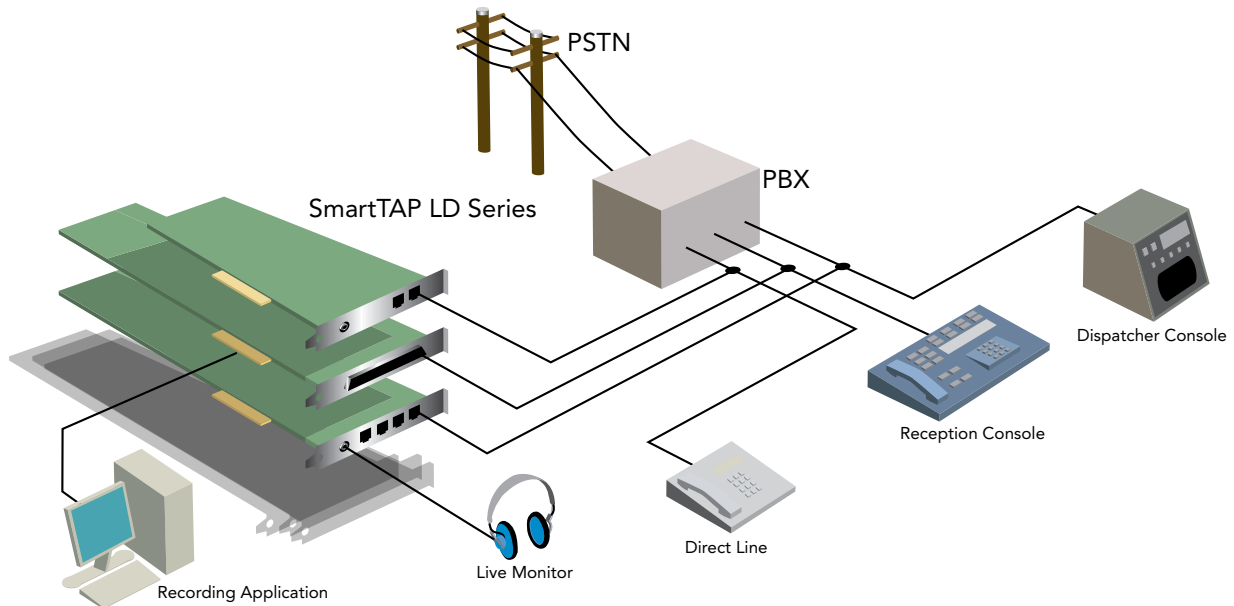 PSTN
PBX
SmartTAP LD Series
Dispatcher Console
Reception Console
Direct Line
Live Monitor
Recording Application